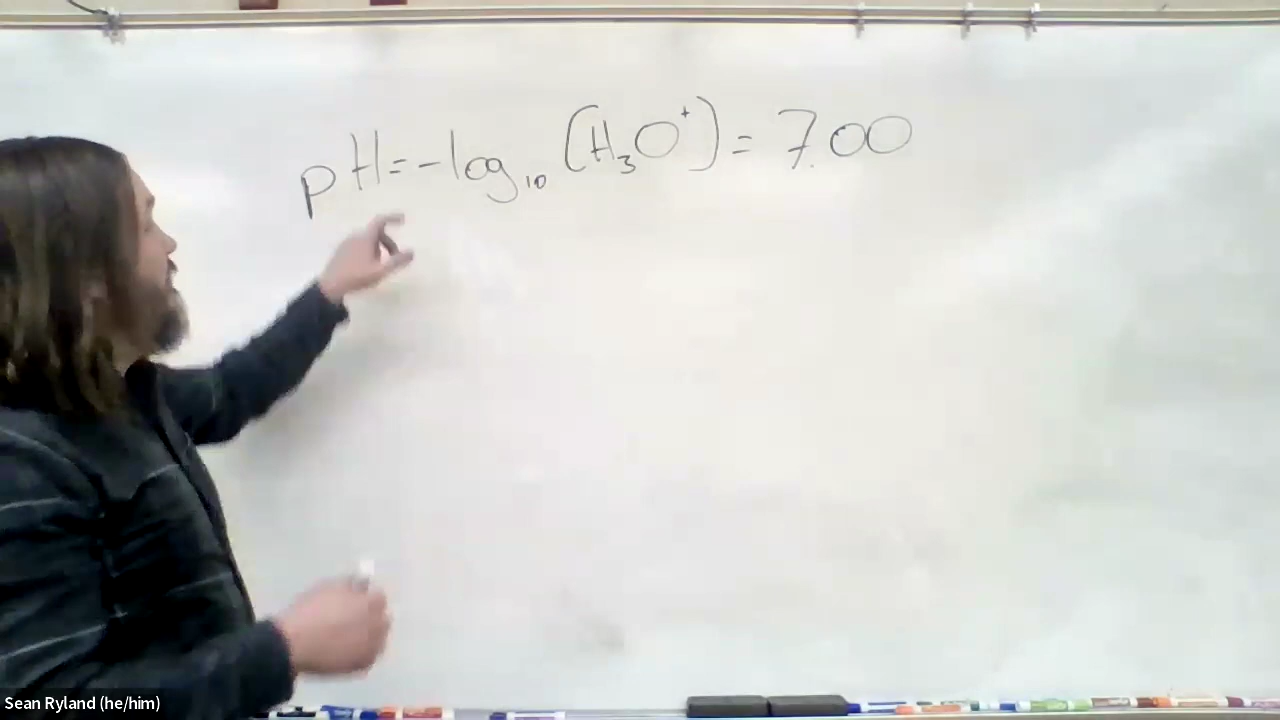 pH = -log₁₀ (H₃O⁺) = 7.00
Sean Ryland (he/him)